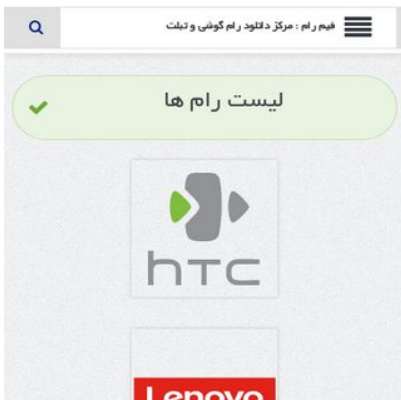 فیم رام : مرکز دانلود رام گوشی و تبلت
لیست رام ها
hTC
Lenovo